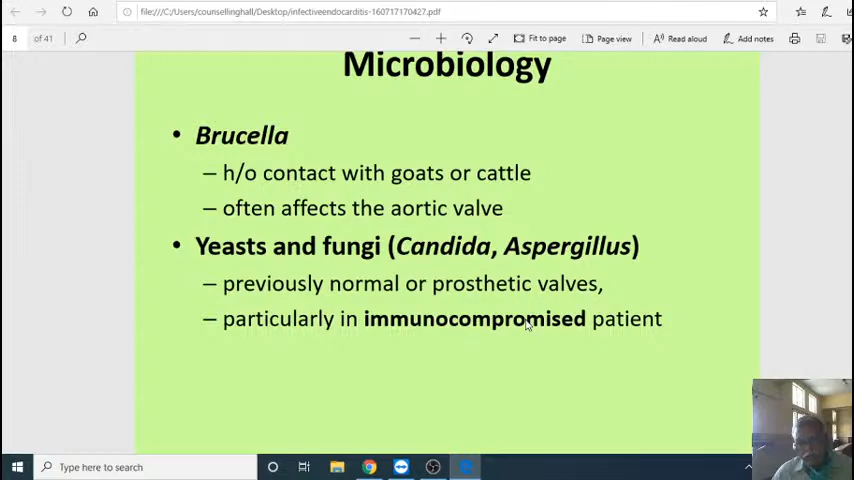 file:///C:/Users/counsellinghall/Desktop/infectiveendocarditis-160717170427.pdf
8 of 41
Fit to page
Page view
Read aloud
Add notes
Microbiology
• Brucella
– h/o contact with goats or cattle
– often affects the aortic valve
• Yeasts and fungi (Candida, Aspergillus)
– previously normal or prosthetic valves,
– particularly in immunocompromised patient
Type here to search